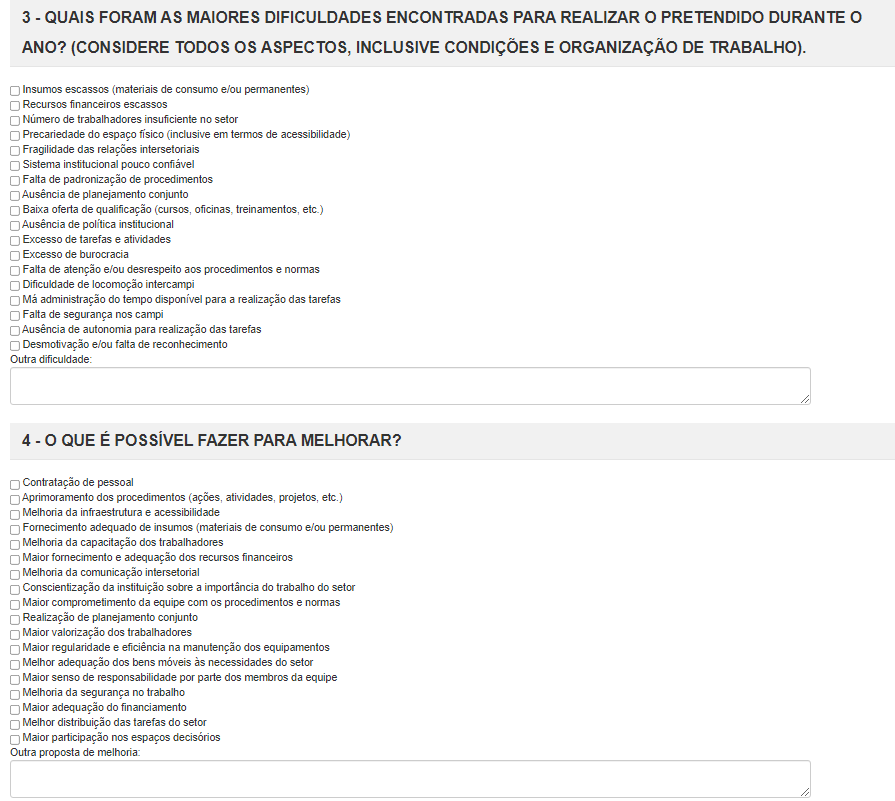 3 - QUAIS FORAM AS MAIORES DIFICULDADES ENCONTRADAS PARA REALIZAR O PRETENDIDO DURANTE O
ANO? (CONSIDERE TODOS OS ASPECTOS, INCLUSIVE CONDIÇÕES E ORGANIZAÇÃO DE TRABALHO).
Insumos escassos (materiais de consumo e/ou permanentes)
Recursos financeiros escassos
Número de trabalhadores insuficiente no setor
Precariedade do espaço físico (inclusive em termos de acessibilidade)
Fragilidade das relações intersetoriais
Sistema institucional pouco confiável
Falta de padronização de procedimentos
Ausência de planejamento conjunto
Baixa oferta de qualificação (cursos, oficinas, treinamentos, etc.)
Ausência de política institucional
Excesso de tarefas e atividades
Excesso de burocracia
Falta de atenção e/ou desrespeito aos procedimentos e normas
Dificuldade de locomoção intercampi
Má administração do tempo disponível para a realização das tarefas
Falta de segurança nos campi
Ausência de autonomia para realização das tarefas
Desmotivação e/ou falta de reconhecimento
Outra dificuldade:
4 - O QUE É POSSÍVEL FAZER PARA MELHORAR?
Contratação de pessoal
Aprimoramento dos procedimentos (ações, atividades, projetos, etc.)
Melhoria da infraestrutura e acessibilidade
Fornecimento adequado de insumos (materiais de consumo e/ou permanentes)
Melhoria da capacitação dos trabalhadores
Maior fornecimento e adequação dos recursos financeiros
Melhoria da comunicação intersetorial
Conscientização da instituição sobre a importância do trabalho do setor
Maior comprometimento da equipe com os procedimentos e normas
Realização de planejamento conjunto
Maior valorização dos trabalhadores
Maior regularidade e eficiência na manutenção dos equipamentos
Melhor adequação dos bens móveis às necessidades do setor
Maior senso de responsabilidade por parte dos membros da equipe
Melhoria da segurança no trabalho
Maior adequação do financiamento
Melhor distribuição das tarefas do setor
Maior participação nos espaços decisórios
Outra proposta de melhoria: